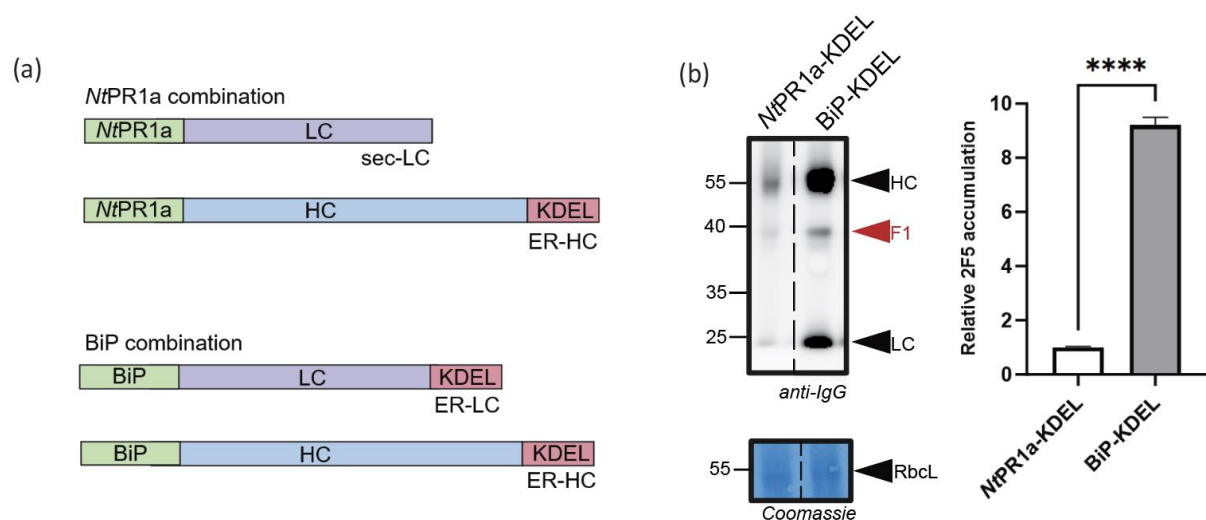 (a)
NtPR1a combination
NtPR1a LC
sec-LC
NtPR1a HC KDEL
ER-HC
BiP combination
BiP LC KDEL
ER-LC
BiP HC KDEL
ER-HC
(b)
NtPR1a-KDEL
BiP-KDEL
55
HC
40
F1
35
25
LC
anti-IgG
55
RbcL
Coomassie
****
Relative 2F5 accumulation
10
8
6
4
2
0
NtPR1a-KDEL
BiP-KDEL